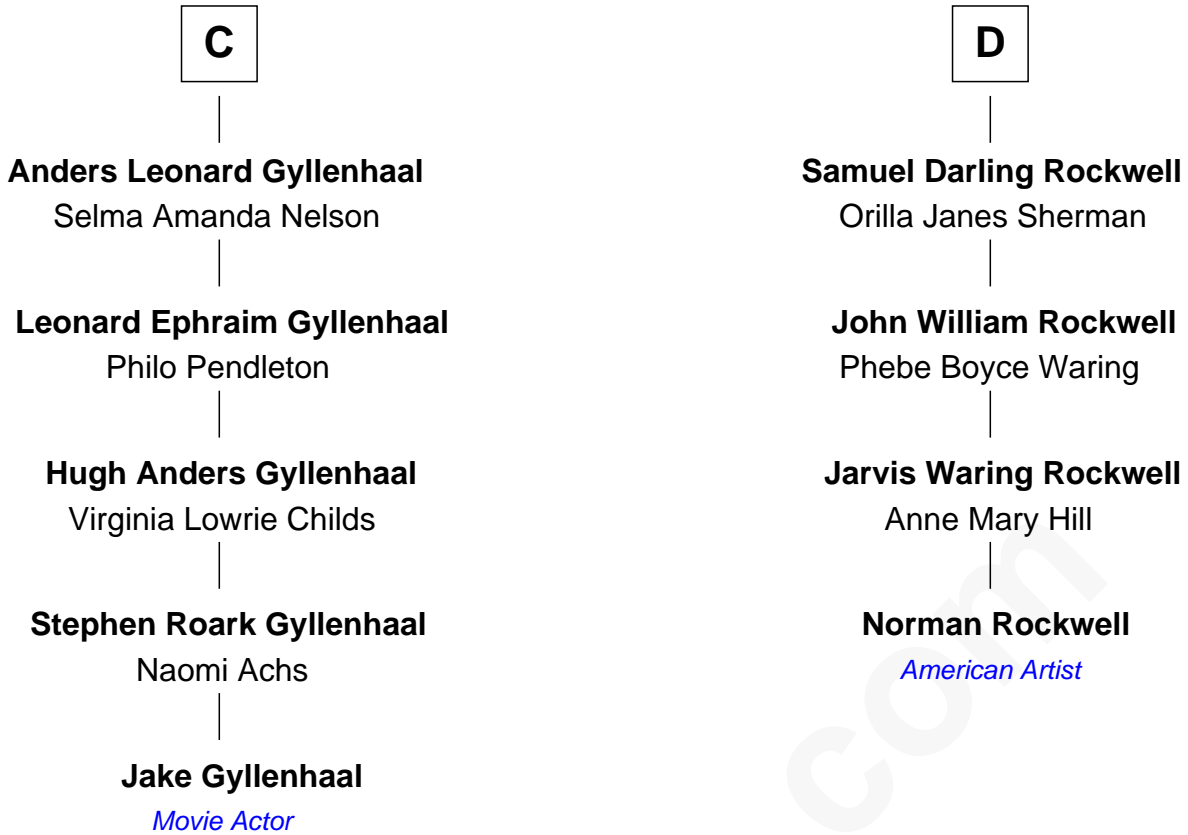 C
Anders Leonard Gyllenhaal
Selma Amanda Nelson
Leonard Ephraim Gyllenhaal
Philo Pendleton
Hugh Anders Gyllenhaal
Virginia Lowrie Childs
Stephen Roark Gyllenhaal
Naomi Achs
Jake Gyllenhaal
Movie Actor
D
Samuel Darling Rockwell
Orilla Janes Sherman
John William Rockwell
Phebe Boyce Waring
Jarvis Waring Rockwell
Anne Mary Hill
Norman Rockwell
American Artist
com